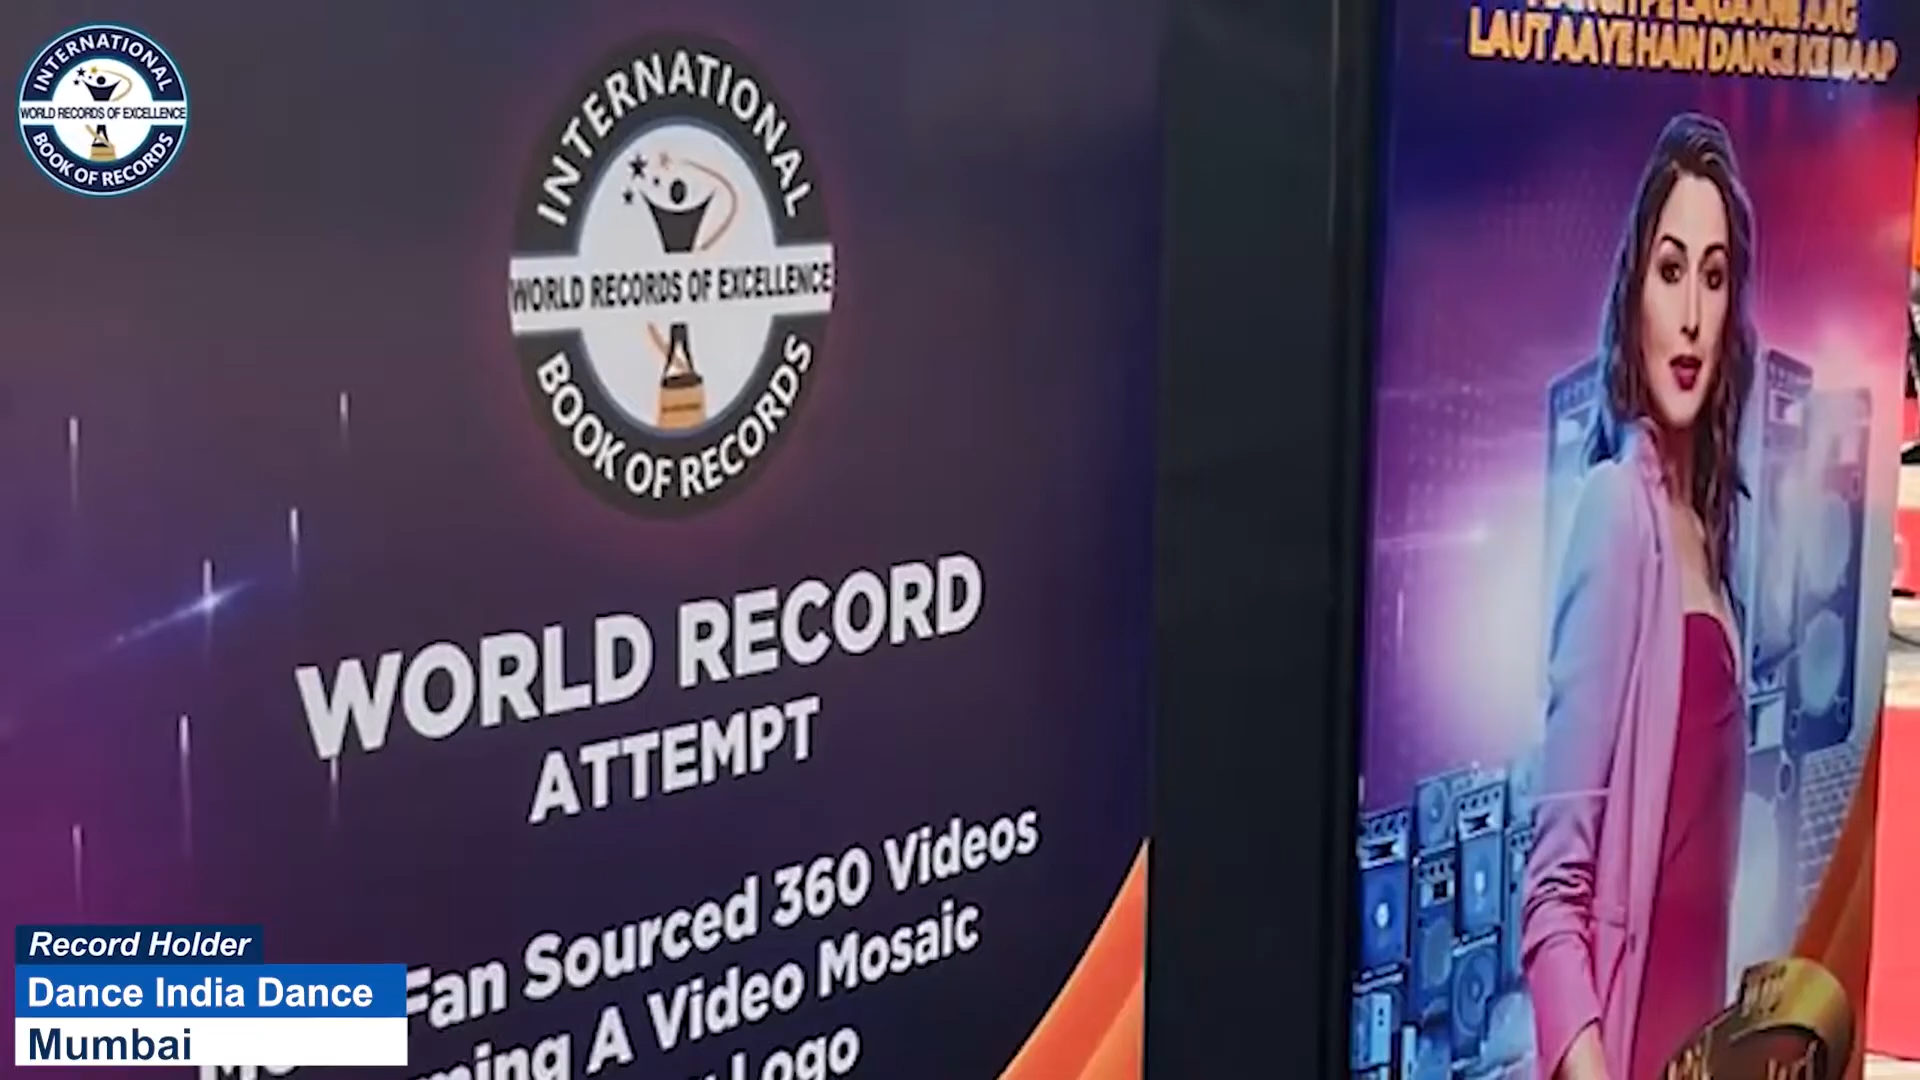 INTERNATIONAL
WORLD RECORDS OF EXCELLENCE
BOOK OF RECORDS
INTERNATIONAL
WORLD RECORDS OF EXCELLENCE
BOOK OF RECORDS
WORLD RECORD
ATTEMPT
Fan Sourced 360 Videos
A Video Mosaic
Logo
LAGAANE AAG
LAUT AAYE HAIN DANCE KE BAAP
Record Holder
Dance India Dance
Mumbai